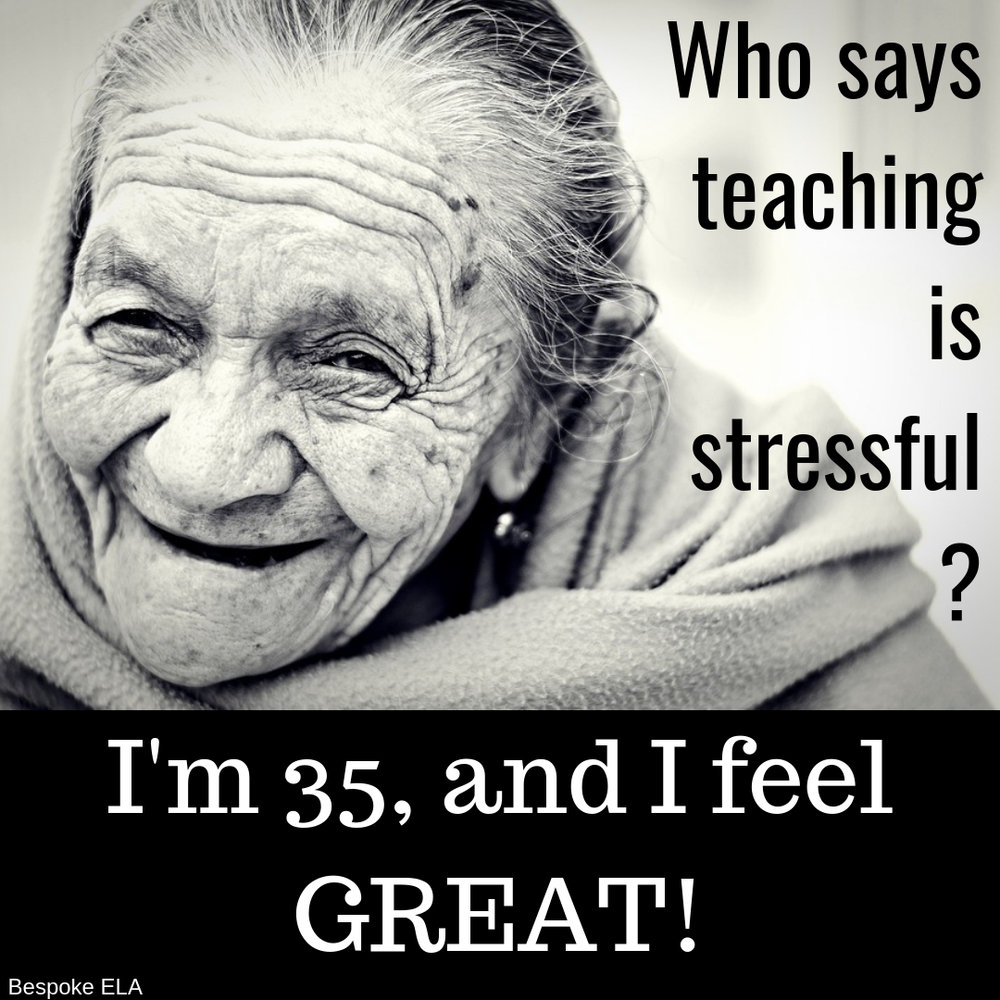 Who says
teaching
is
stressful
?
I'm 35, and I feel
GREAT!
Bespoke ELA